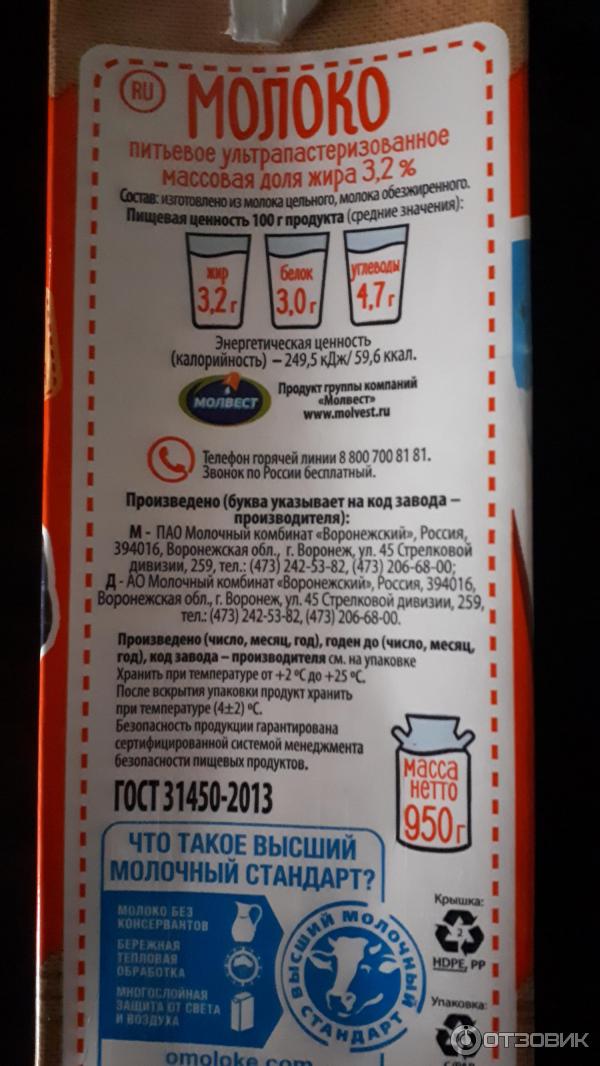 RU
МОЛОКО
питьевое ультрапастеризованное
массовая доля жира 3,2 %
Состав: изготовлено из молока цельного, молока обезжиренного.
Пищевая ценность 100 г продукта (средние значения):
жир
3,2 г
белок
3,0 г
углеводы
4,7 г
Энергетическая ценность
(калорийность) – 249,5 кДж/ 59,6 ккал.
МОЛВЕСТ
Продукт группы компаний
«Молвест»
www.molvest.ru
Телефон горячей линии 8 800 700 81 81.
Звонок по России бесплатный.
Произведено (буква указывает на код завода –
производителя):
М - ПАО Молочный комбинат «Воронежский», Россия,
394016, Воронежская обл., г. Воронеж, ул. 45 Стрелковой
дивизии, 259, тел.: (473) 242-53-82, (473) 206-68-00;
Д - АО Молочный комбинат «Воронежский», Россия, 394016,
Воронежская обл., г. Воронеж, ул. 45 Стрелковой дивизии, 259,
тел.: (473) 242-53-82, (473) 206-68-00.
Произведено (число, месяц, год), годен до (число, месяц,
год), код завода – производителя см. на упаковке
Хранить при температуре от +2 °С до +25 °С.
После вскрытия упаковки продукт хранить
при температуре (4±2) °С.
Безопасность продукции гарантирована
сертифицированной системой менеджмента
безопасности пищевых продуктов.
ГОСТ 31450-2013
масса
нетто
950 г
ЧТО ТАКОЕ ВЫСШИЙ
МОЛОЧНЫЙ СТАНДАРТ?
МОЛОКО БЕЗ
КОНСЕРВАНТОВ
БЕРЕЖНАЯ
ТЕПЛОВАЯ
ОБРАБОТКА
МНОГОСЛОЙНАЯ
ЗАЩИТА ОТ СВЕТА
И ВОЗДУХА
ВЫСШИЙ МОЛОЧНЫЙ СТАНДАРТ
omoloke.com
Крышка:
2
HDPE, PP
Упаковка:
C/PAP
ОТЗОВИК